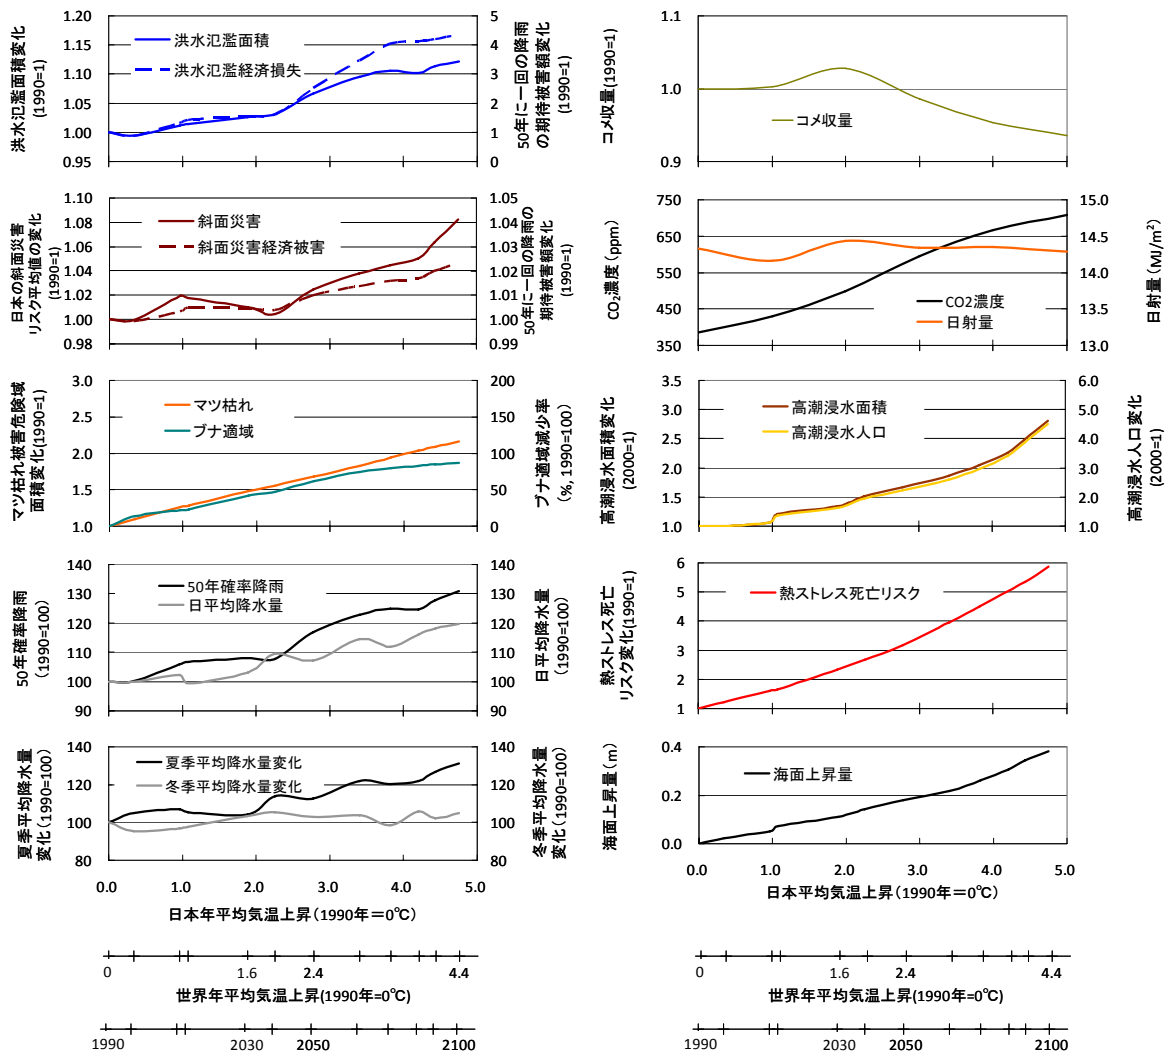 洪水氾濫面積変化
(1990=1)
1.20
1.15
1.10
1.05
1.00
0.95
洪水氾濫面積
洪水氾濫経済損失
5
4
3
2
1
0
50年に一回の降雨
の期待被害額変化
(1990=1)
日本の斜面災害
リスク平均値の変化
(1990=1)
1.10
1.08
1.06
1.04
1.02
1.00
0.98
斜面災害
斜面災害経済被害
1.05
1.04
1.03
1.02
1.01
1.00
0.99
50年に一回の降雨の
期待被害額変化
(1990=1)
マツ枯れ被害危険域
面積変化(1990=1)
3.0
2.5
2.0
1.5
1.0
マツ枯れ
ブナ適域
200
150
100
50
0
ブナ適域減少率
(%, 1990=100)
50年確率降雨
(1990=100)
140
130
120
110
100
90
50年確率降雨
日平均降水量
140
130
120
110
100
90
日平均降水量
(1990=100)
夏季平均降水量
変化(1990=100)
140
120
100
80
夏季平均降水量変化
冬季平均降水量変化
140
120
100
80
冬季平均降水量
変化(1990=100)
0.0 1.0 2.0 3.0 4.0 5.0
日本年平均気温上昇(1990年=0℃)
0 1.6 2.4 4.4
世界年平均気温上昇(1990年=0℃)
1990 2030 2050 2100
コメ収量(1990=1)
1.1
1.0
0.9
コメ収量
CO2濃度(ppm)
750
650
550
450
350
CO2濃度
日射量
15.0
14.5
14.0
13.5
13.0
日射量(MJ/m²)
高潮浸水面積変化
(2000=1)
3.5
3.0
2.5
2.0
1.5
1.0
高潮浸水面積
高潮浸水人口
6.0
5.0
4.0
3.0
2.0
1.0
高潮浸水人口変化
(2000=1)
熱ストレス死亡
リスク変化(1990=1)
6
5
4
3
2
1
熱ストレス死亡リスク
海面上昇量(m)
0.4
0.2
0.0
海面上昇量
0.0 1.0 2.0 3.0 4.0 5.0
日本平均気温上昇(1990年=0℃)
0 1.6 2.4 4.4
世界年平均気温上昇(1990年=0℃)
1990 2030 2050 2100